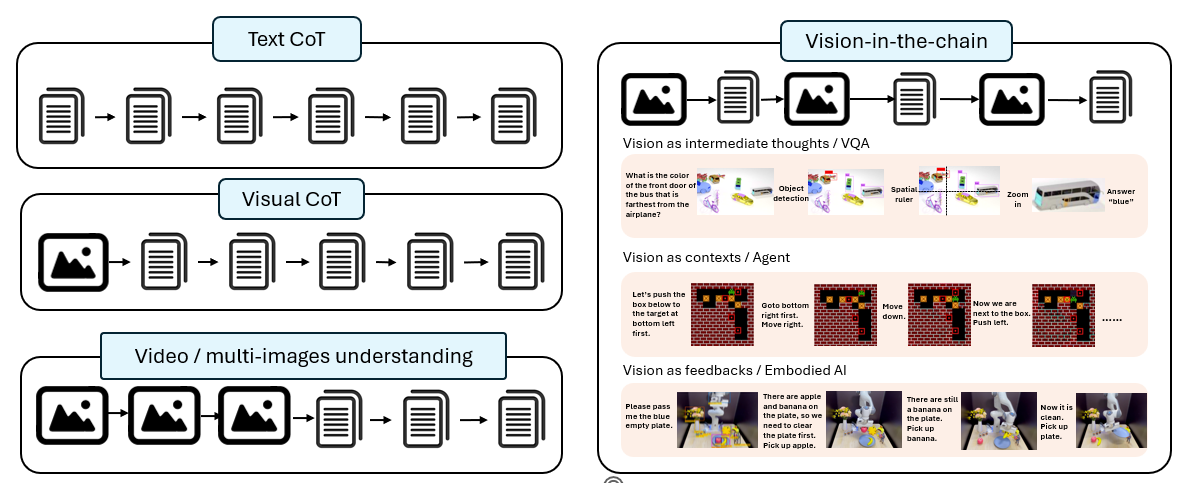 Text CoT
Visual CoT
Video / multi-images understanding
Vision-in-the-chain
Vision as intermediate thoughts / VQA
What is the color
of the front door of
the bus that is
farthest from the
airplane?
Object
detection
Spatial
ruler
Zoom
in
Answer
“blue”
Vision as contexts / Agent
Let’s push the
box below to
the target at
bottom left
first.
Goto bottom
right first.
Move right.
Move
down.
Now we are
next to the box.
Push left.
......
Vision as feedbacks / Embodied AI
Please pass
me the blue
empty plate.
There are apple
and banana on
the plate, so we
need to clear
the plate first.
Pick up apple.
There are still
a banana on
the plate.
Pick up
banana.
Now it is
clean.
Pick up
plate.